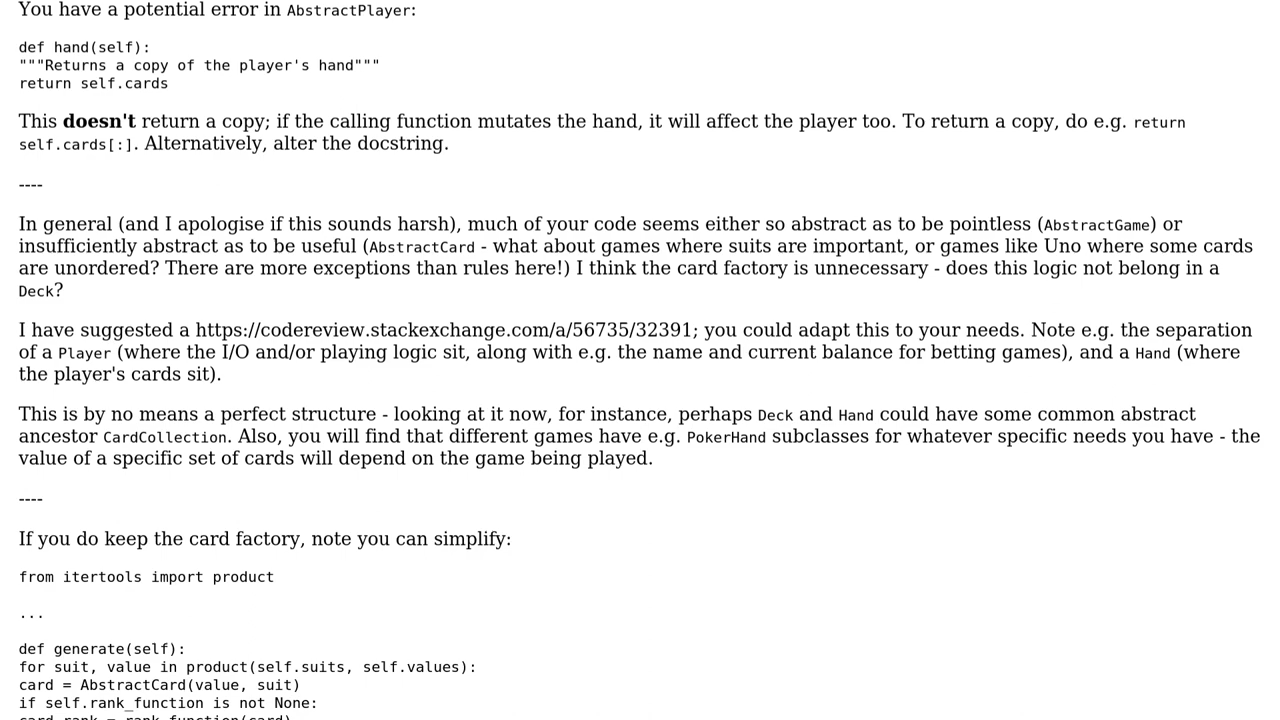 You have a potential error in AbstractPlayer:
def hand(self):
"""Returns a copy of the player's hand"""
return self.cards
This doesn't return a copy; if the calling function mutates the hand, it will affect the player too. To return a copy, do e.g. return
self.cards[:]. Alternatively, alter the docstring.
----
In general (and I apologise if this sounds harsh), much of your code seems either so abstract as to be pointless (AbstractGame) or
insufficiently abstract as to be useful (AbstractCard - what about games where suits are important, or games like Uno where some cards
are unordered? There are more exceptions than rules here!) I think the card factory is unnecessary - does this logic not belong in a
Deck?
I have suggested a https://codereview.stackexchange.com/a/56735/32391; you could adapt this to your needs. Note e.g. the separation
of a Player (where the I/O and/or playing logic sit, along with e.g. the name and current balance for betting games), and a Hand (where
the player's cards sit).
This is by no means a perfect structure - looking at it now, for instance, perhaps Deck and Hand could have some common abstract
ancestor CardCollection. Also, you will find that different games have e.g. PokerHand subclasses for whatever specific needs you have - the
value of a specific set of cards will depend on the game being played.
----
If you do keep the card factory, note you can simplify:
from itertools import product
...
def generate(self):
for suit, value in product(self.suits, self.values):
card = AbstractCard(value, suit)
if self.rank_function is not None:
card.rank = rank_function(card)